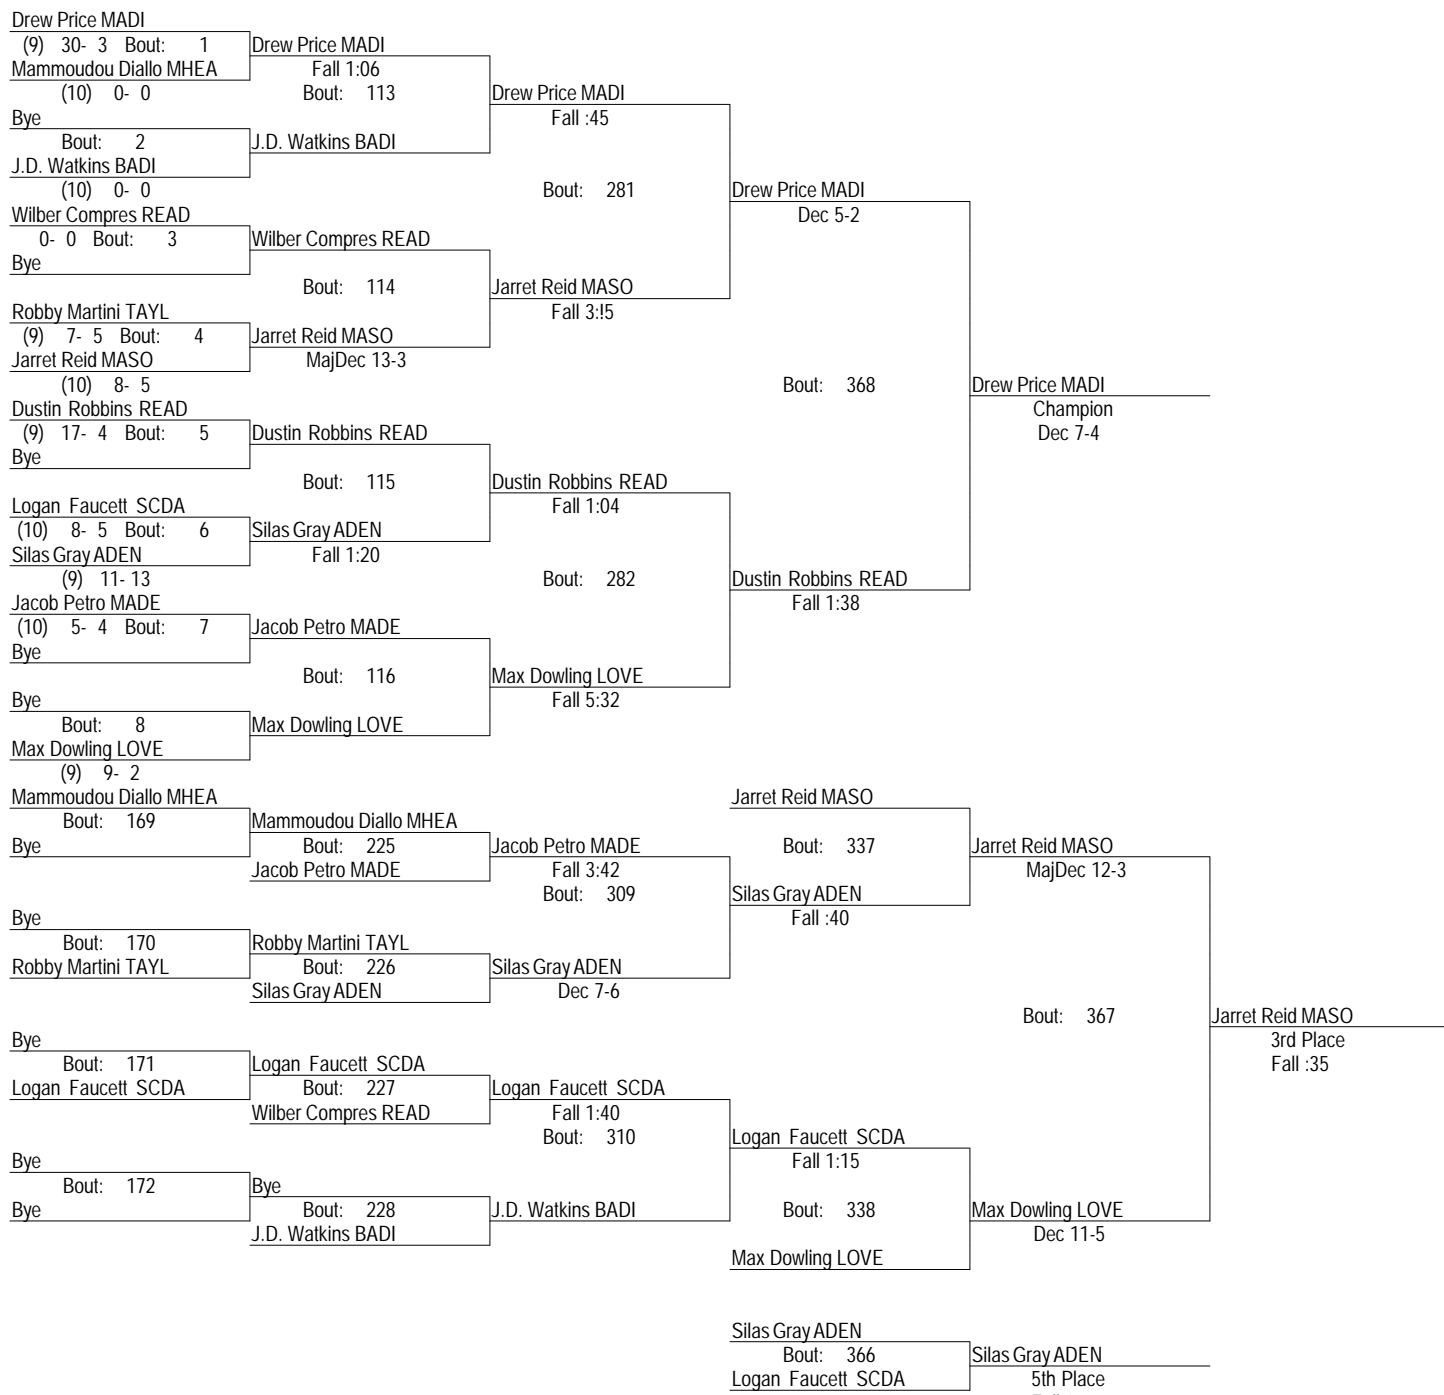 Drew Price MADI
(9) 30- 3 Bout: 1 Drew Price MADI
Mammoudou Diallo MHEA Fall 1:06
(10) 0- 0 Bout: 113 Drew Price MADI
Bye Fall :45
Bout: 2 J.D. Watkins BADI
J.D. Watkins BADI
(10) 0- 0 Bout: 281 Drew Price MADI
Wilber Compres READ Dec 5-2
0- 0 Bout: 3 Wilber Compres READ
Bye
Bout: 114 Jarret Reid MASO
Robby Martini TAYL Fall 3:!5
(9) 7- 5 Bout: 4 Jarret Reid MASO
Jarret Reid MASO MajDec 13-3
(10) 8- 5 Bout: 368 Drew Price MADI
Dustin Robbins READ Champion
(9) 17- 4 Bout: 5 Dustin Robbins READ Dec 7-4
Bye
Bout: 115 Dustin Robbins READ
Logan Faucett SCDA Fall 1:04
(10) 8- 5 Bout: 6 Silas Gray ADEN
Silas Gray ADEN Fall 1:20
(9) 11- 13 Bout: 282 Dustin Robbins READ
Jacob Petro MADE Fall 1:38
(10) 5- 4 Bout: 7 Jacob Petro MADE
Bye
Bout: 116 Max Dowling LOVE
Bye Fall 5:32
Bout: 8 Max Dowling LOVE
Max Dowling LOVE
(9) 9- 2
Mammoudou Diallo MHEA Jarret Reid MASO
Bout: 169 Mammoudou Diallo MHEA
Bye Bout: 225 Jacob Petro MADE Bout: 337 Jarret Reid MASO
Jacob Petro MADE Fall 3:42 MajDec 12-3
Bout: 309 Silas Gray ADEN
Bye Fall :40
Bout: 170 Robby Martini TAYL
Robby Martini TAYL Bout: 226 Silas Gray ADEN
Silas Gray ADEN Dec 7-6
Bout: 367 Jarret Reid MASO
Bye 3rd Place
Bout: 171 Logan Faucett SCDA Fall :35
Logan Faucett SCDA Bout: 227 Logan Faucett SCDA
Wilber Compres READ Fall 1:40
Bout: 310 Logan Faucett SCDA
Bye Fall 1:15
Bout: 172 Bye
Bye Bout: 228 J.D. Watkins BADI Bout: 338 Max Dowling LOVE
J.D. Watkins BADI Dec 11-5
Max Dowling LOVE
Silas Gray ADEN
Bout: 366 Silas Gray ADEN
Logan Faucett SCDA 5th Place